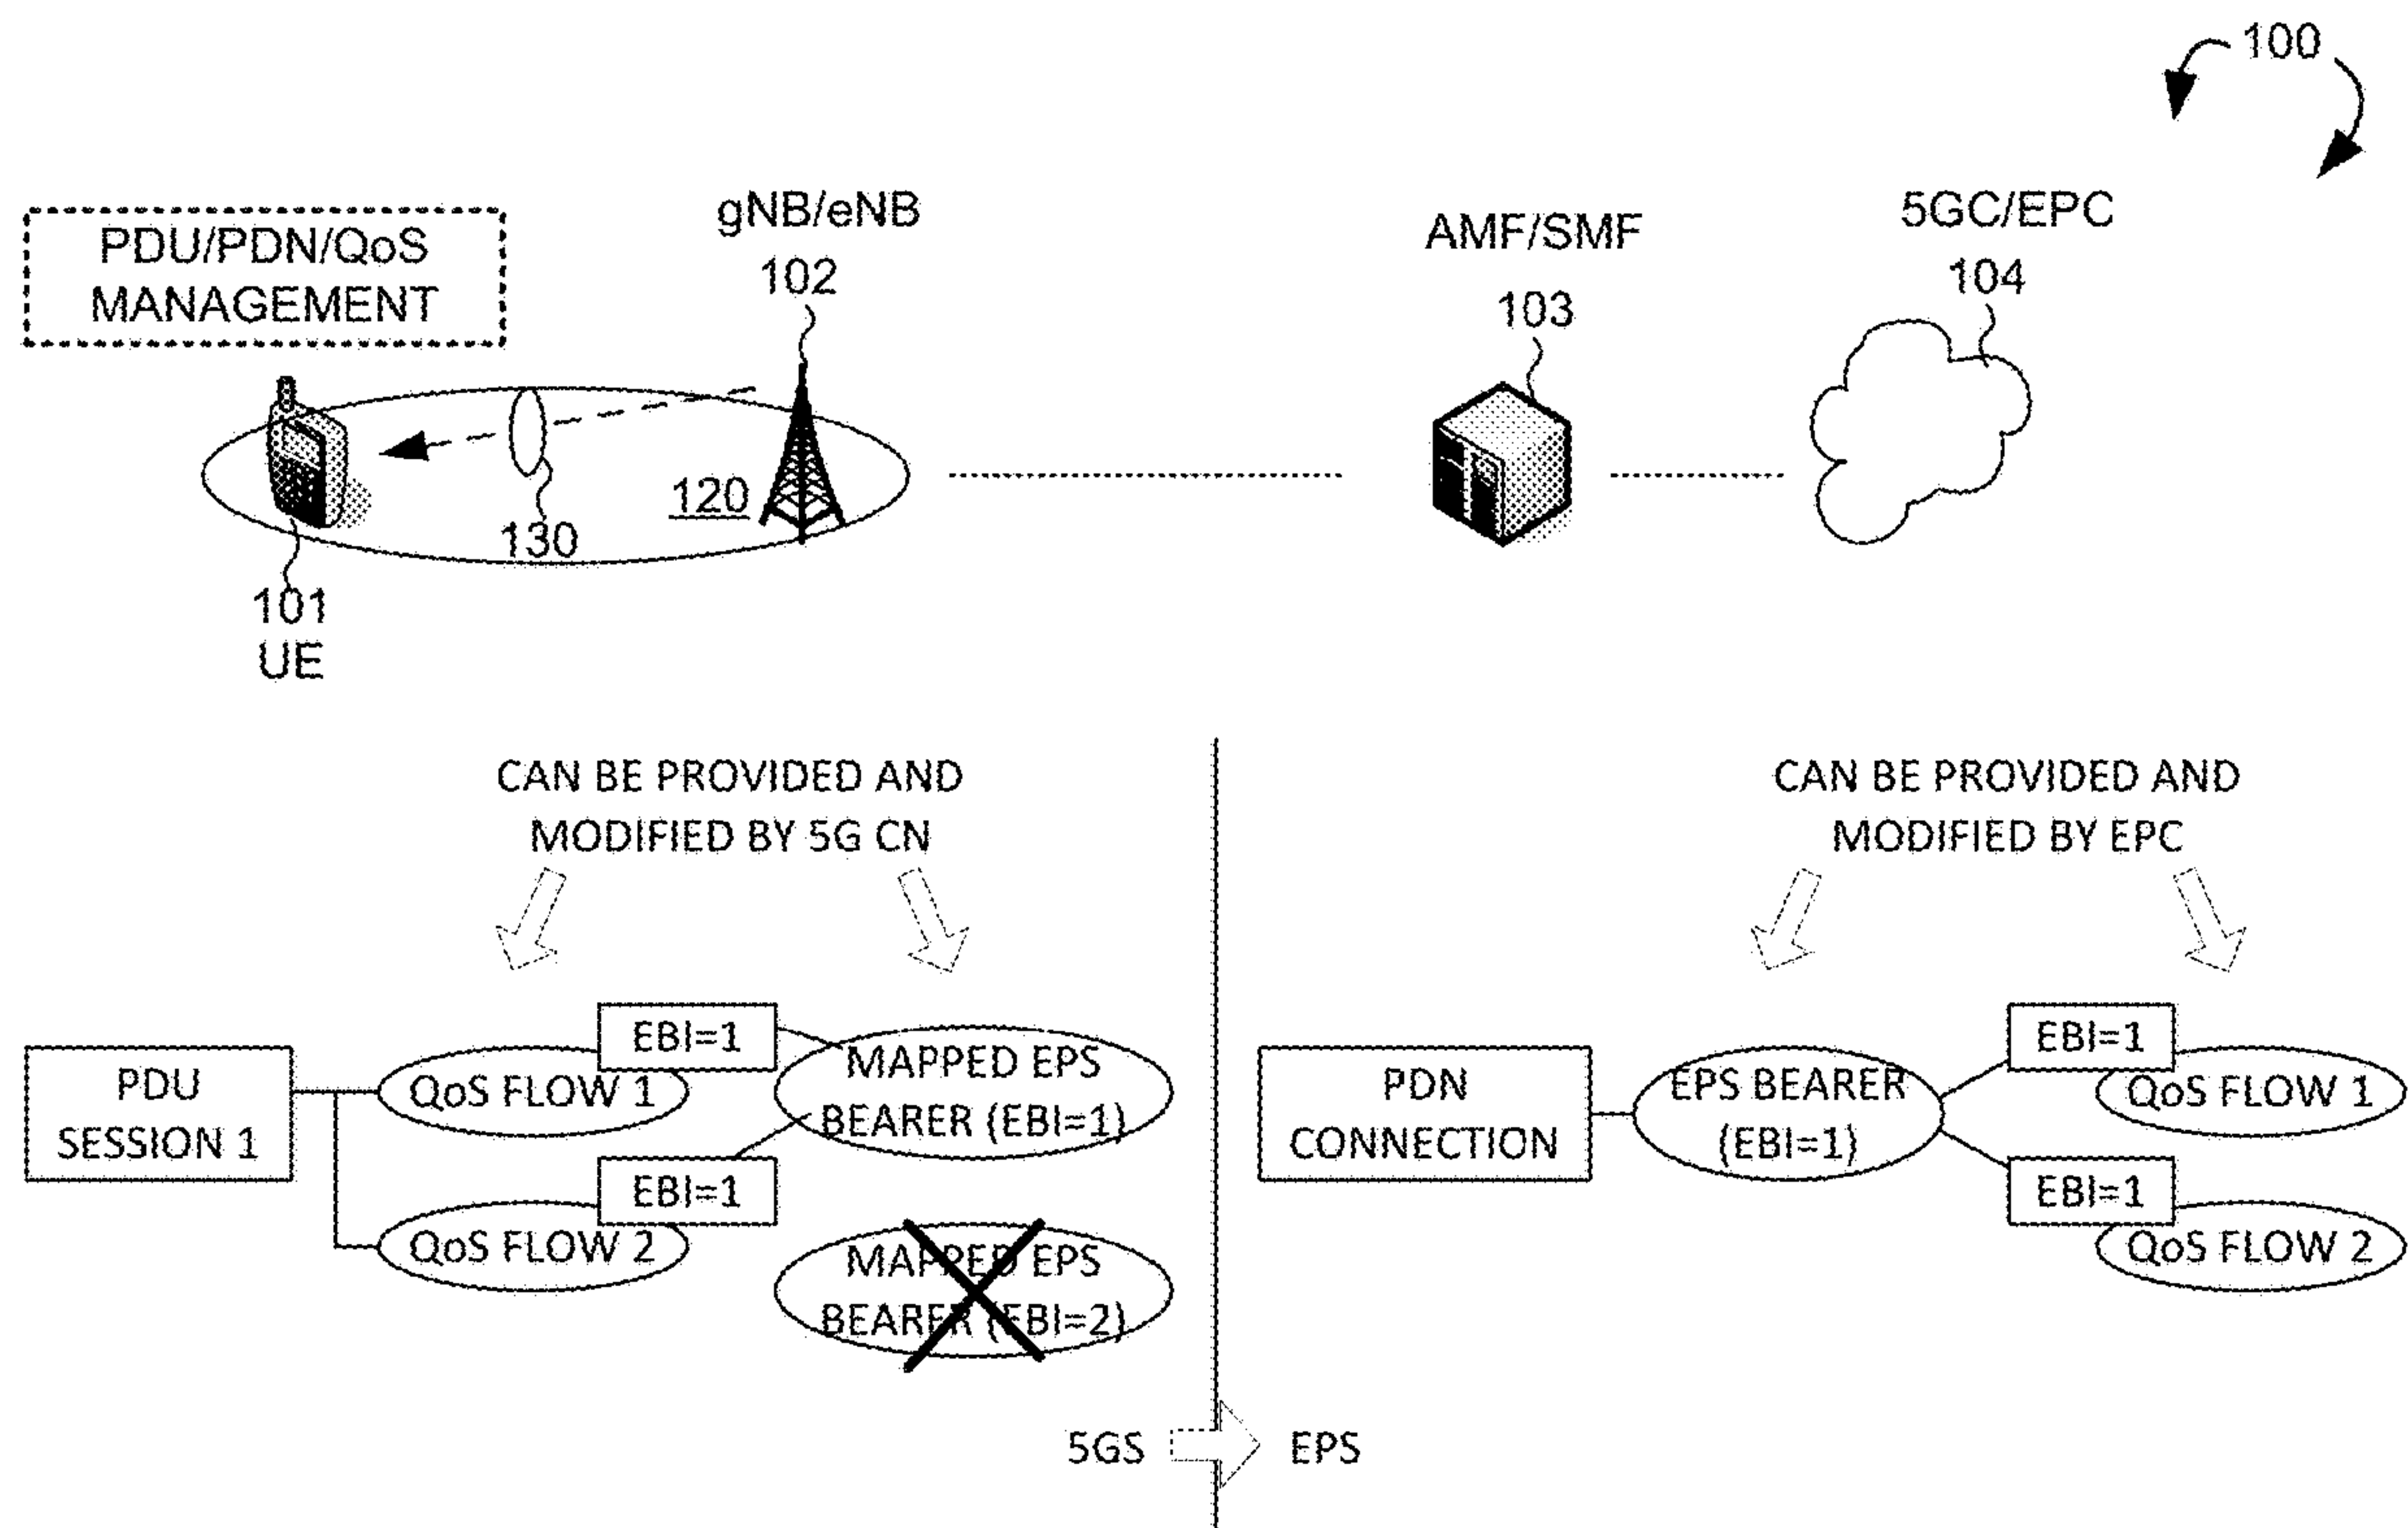 100
PDU/PDN/QoS
MANAGEMENT
gNB/eNB
102
AMF/SMF
103
5GC/EPC
104
120
130
101
UE
CAN BE PROVIDED AND
MODIFIED BY 5G CN
PDU
SESSION 1
EBI=1
QoS FLOW 1
EBI=1
QoS FLOW 2
MAPPED EPS
BEARER (EBI=1)
MAPPED EPS
BEARER (EBI=2)
CAN BE PROVIDED AND
MODIFIED BY EPC
PDN
CONNECTION
EPS BEARER
(EBI=1)
EBI=1
QoS FLOW 1
EBI=1
QoS FLOW 2
5GS
EPS